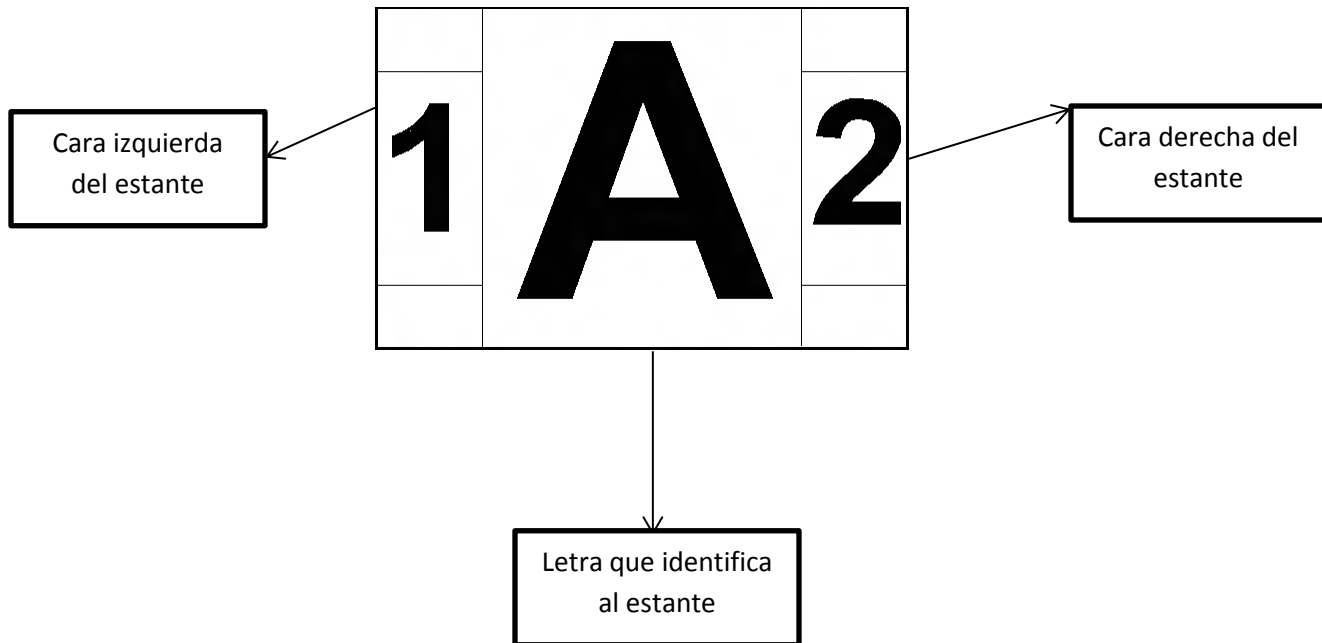 1 A 2
Cara izquierda
del estante
Cara derecha del
estante
Letra que identifica
al estante